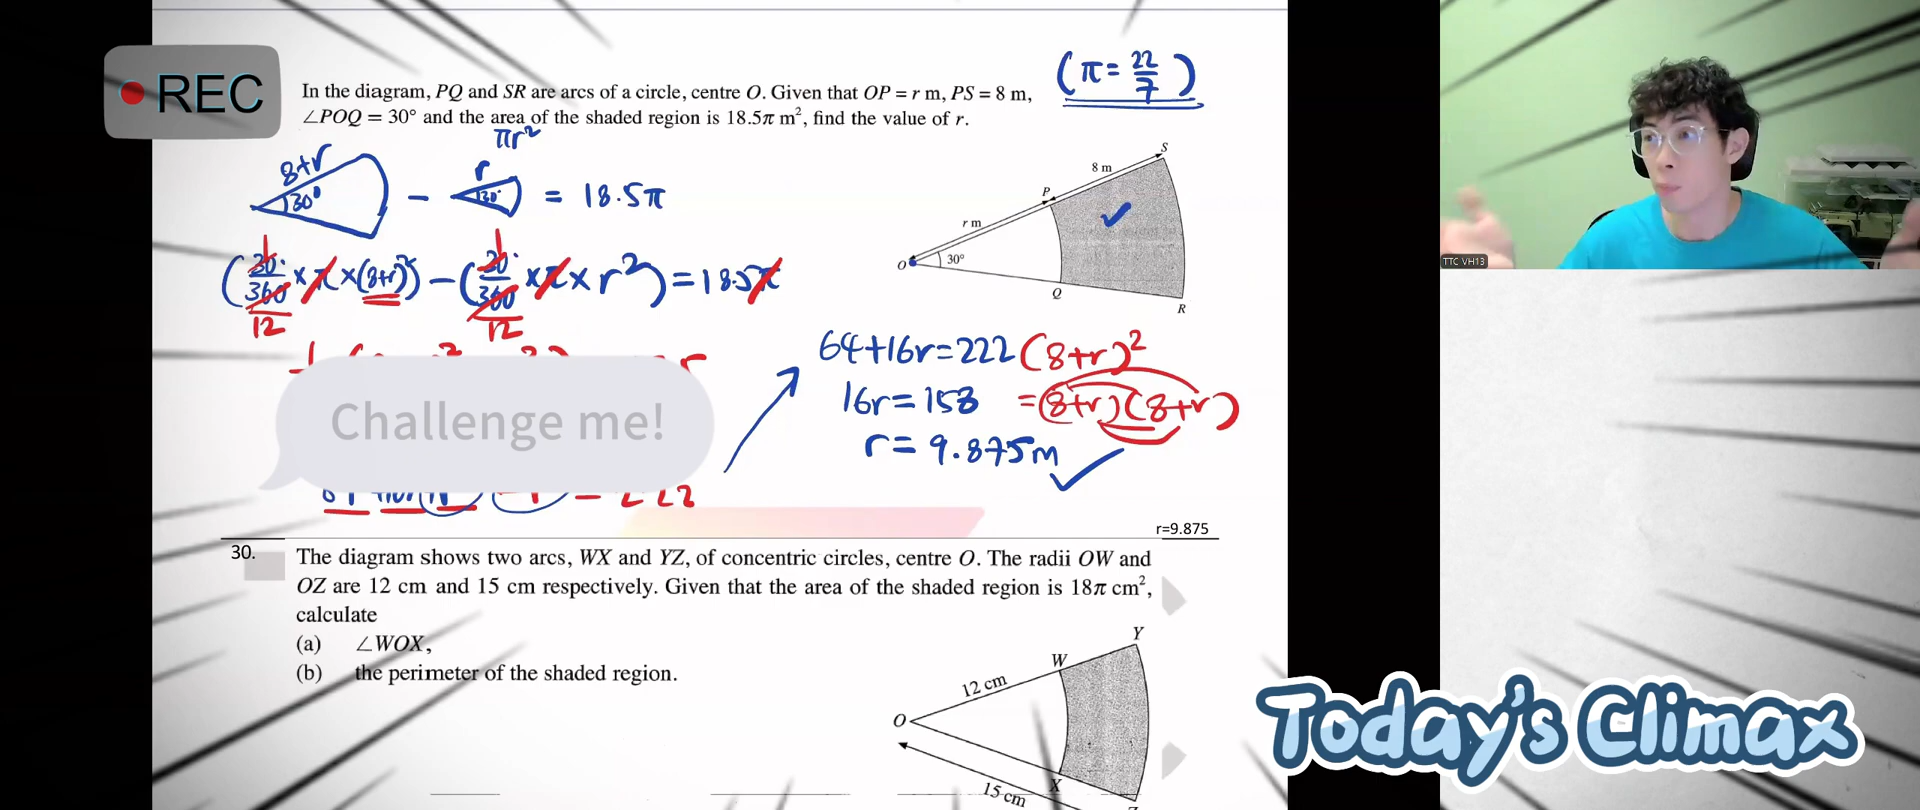 REC
In the diagram, PQ and SR are arcs of a circle, centre O. Given that OP = r m, PS = 8 m,
∠POQ = 30° and the area of the shaded region is 18.5π m², find the value of r.
(π = 22/7)
πr²
8+r
30°
−
r
30°
= 18.5π
(30°/360 × π × (8+r)²) − (30°/360 × π × r²) = 18.5π
1
12
1
12
S
8 m
P
r m
O
30°
Q
R
64+16r=222
16r=158
r= 9.875m
(8+r)²
=(8+r)(8+r)
Challenge me!
= 222
r=9.875
30.
The diagram shows two arcs, WX and YZ, of concentric circles, centre O. The radii OW and
OZ are 12 cm and 15 cm respectively. Given that the area of the shaded region is 18π cm²,
calculate
(a) ∠WOX,
(b) the perimeter of the shaded region.
Y
W
12 cm
O
X
15 cm
TTC VH13
Today's Climax